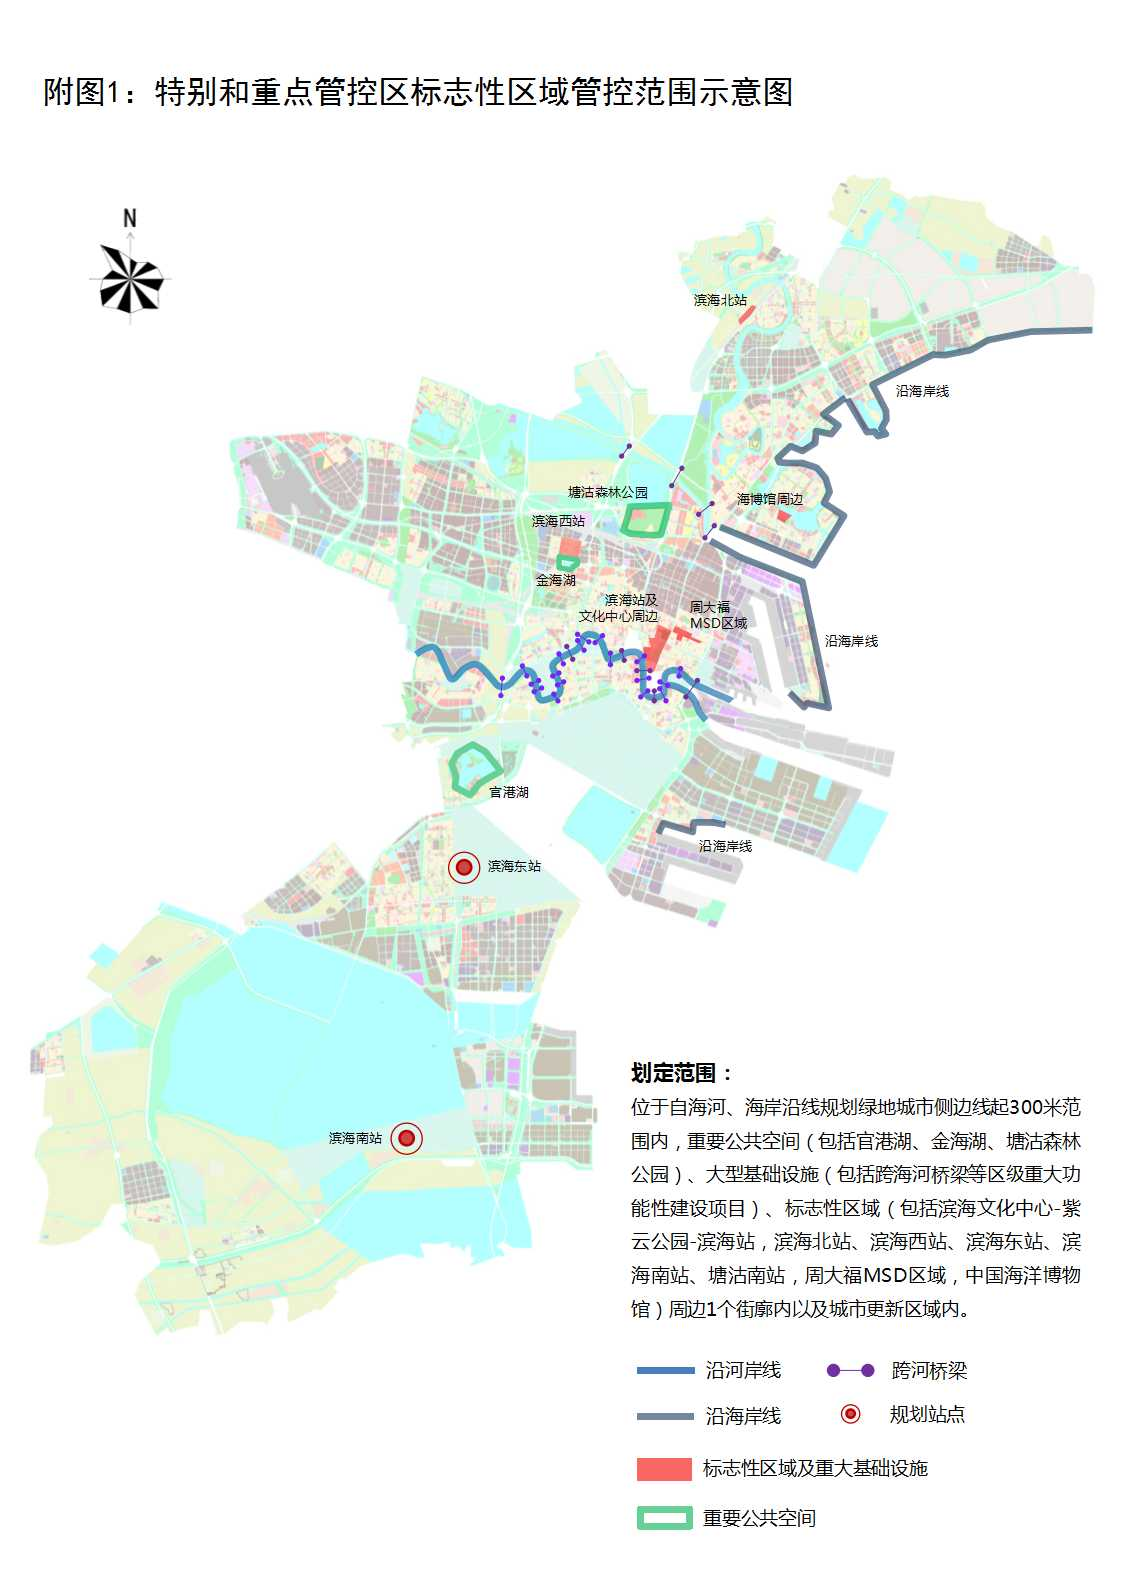 附图1：特别和重点管控区标志性区域管控范围示意图
N
滨海北站
沿海岸线
塘沽森林公园
海博馆周边
滨海西站
金海湖
滨海站及
文化中心周边
周大福
MSD区域
沿海岸线
官港湖
沿海岸线
滨海东站
滨海南站
划定范围：
位于自海河、海岸沿线规划绿地城市侧边线起300米范
围内，重要公共空间（包括官港湖、金海湖、塘沽森林
公园）、大型基础设施（包括跨海河桥梁等区级重大功
能性建设项目）、标志性区域（包括滨海文化中心-紫
云公园-滨海站，滨海北站、滨海西站、滨海东站、滨
海南站、塘沽南站，周大福MSD区域，中国海洋博物
馆）周边1个街廓内以及城市更新区域内。
沿河岸线
跨河桥梁
沿海岸线
规划站点
标志性区域及重大基础设施
重要公共空间